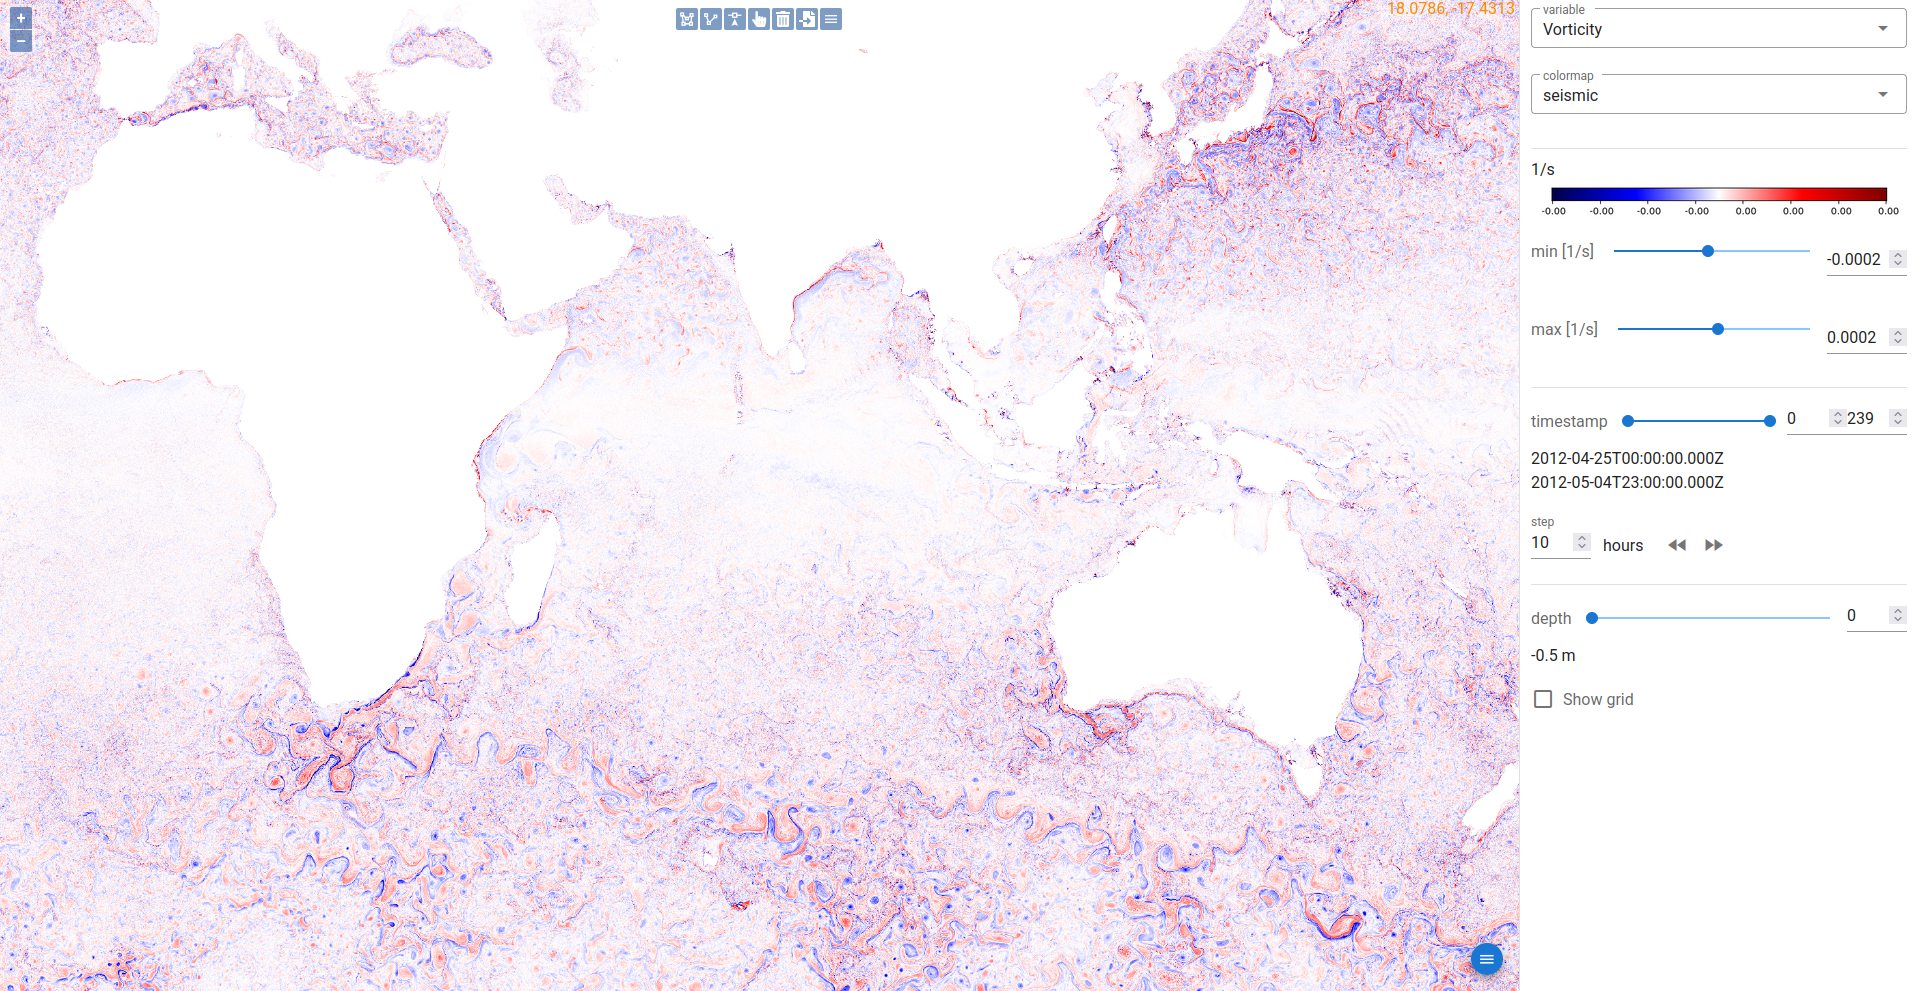 +
−
18.0786, -17.4313
variable
Vorticity
colormap
seismic
1/s
-0.00 -0.00 -0.00 -0.00 0.00 0.00 0.00 0.00
min [1/s] -0.0002
max [1/s] 0.0002
timestamp 0 239
2012-04-25T00:00:00.000Z
2012-05-04T23:00:00.000Z
step
10 hours
depth 0
-0.5 m
Show grid